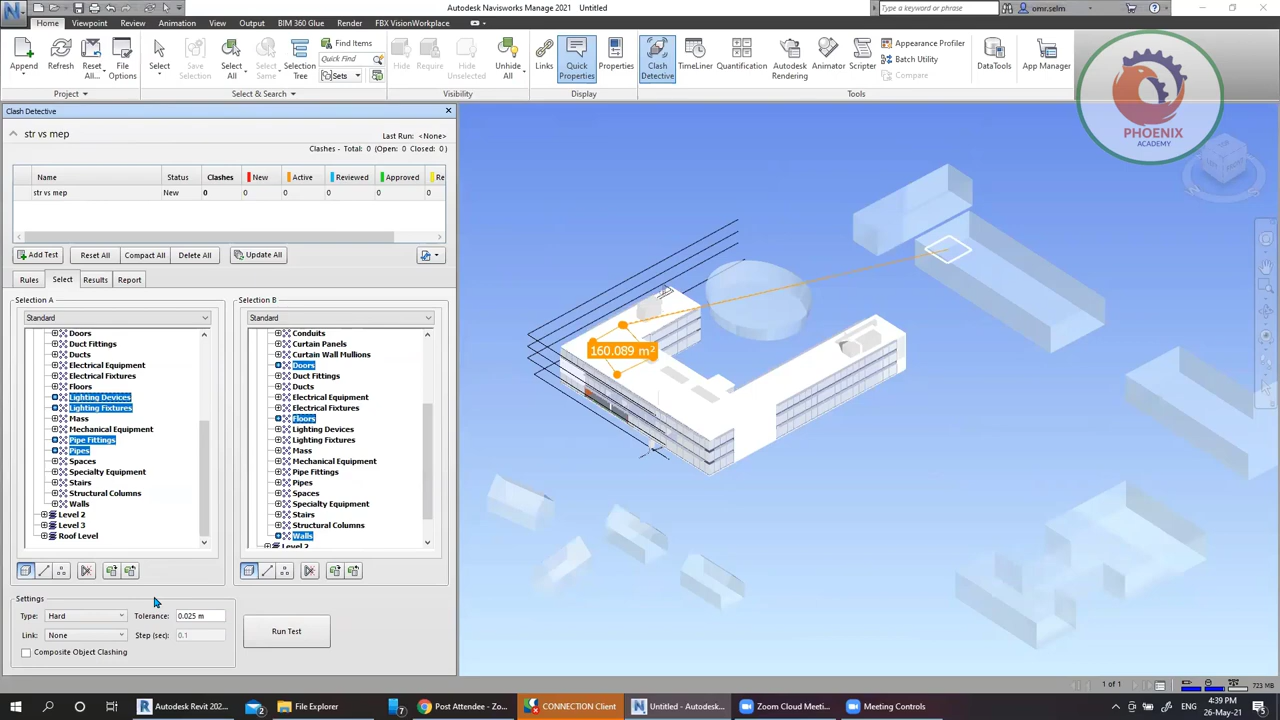 Autodesk Navisworks Manage 2021 Untitled
Type a keyword or phrase
omr.selm
Home Viewpoint Review Animation View Output BIM 360 Glue Render FBX VisionWorkplace
Append Refresh Reset All... File Options
Project
Select Save Selection Select All Select Same Selection Tree
Find Items
Quick Find
Sets
Select & Search
Hide Require Hide Unselected Unhide All
Visibility
Links Quick Properties Properties
Display
Clash Detective TimeLiner Quantification Autodesk Rendering Animator Scripter
Appearance Profiler
Batch Utility
Compare
Tools
DataTools App Manager
PHOENIX
ACADEMY
Clash Detective
str vs mep
Last Run: <None>
Clashes - Total: 0 (Open: 0 Closed: 0)
Name Status Clashes New Active Reviewed Approved Re
str vs mep New 0 0 0 0 0 0
Add Test Reset All Compact All Delete All Update All
Rules Select Results Report
Selection A
Standard
Doors
Duct Fittings
Ducts
Electrical Equipment
Electrical Fixtures
Floors
Lighting Devices
Lighting Fixtures
Mass
Mechanical Equipment
Pipe Fittings
Pipes
Spaces
Specialty Equipment
Stairs
Structural Columns
Walls
Level 2
Level 3
Roof Level
Selection B
Standard
Conduits
Curtain Panels
Curtain Wall Mullions
Doors
Duct Fittings
Ducts
Electrical Equipment
Electrical Fixtures
Floors
Lighting Devices
Lighting Fixtures
Mass
Mechanical Equipment
Pipe Fittings
Pipes
Spaces
Specialty Equipment
Stairs
Structural Columns
Walls
Level 2
Settings
Type: Hard Tolerance: 0.025 m
Link: None Step (sec): 0.1
Composite Object Clashing
Run Test
160.089 m²
1 of 1
723 MB
Autodesk Revit 202...
File Explorer
Post Attendee - Zo...
CONNECTION Client
Untitled - Autodesk...
Zoom Cloud Meeti...
Meeting Controls
ENG
4:39 PM
26-May-21